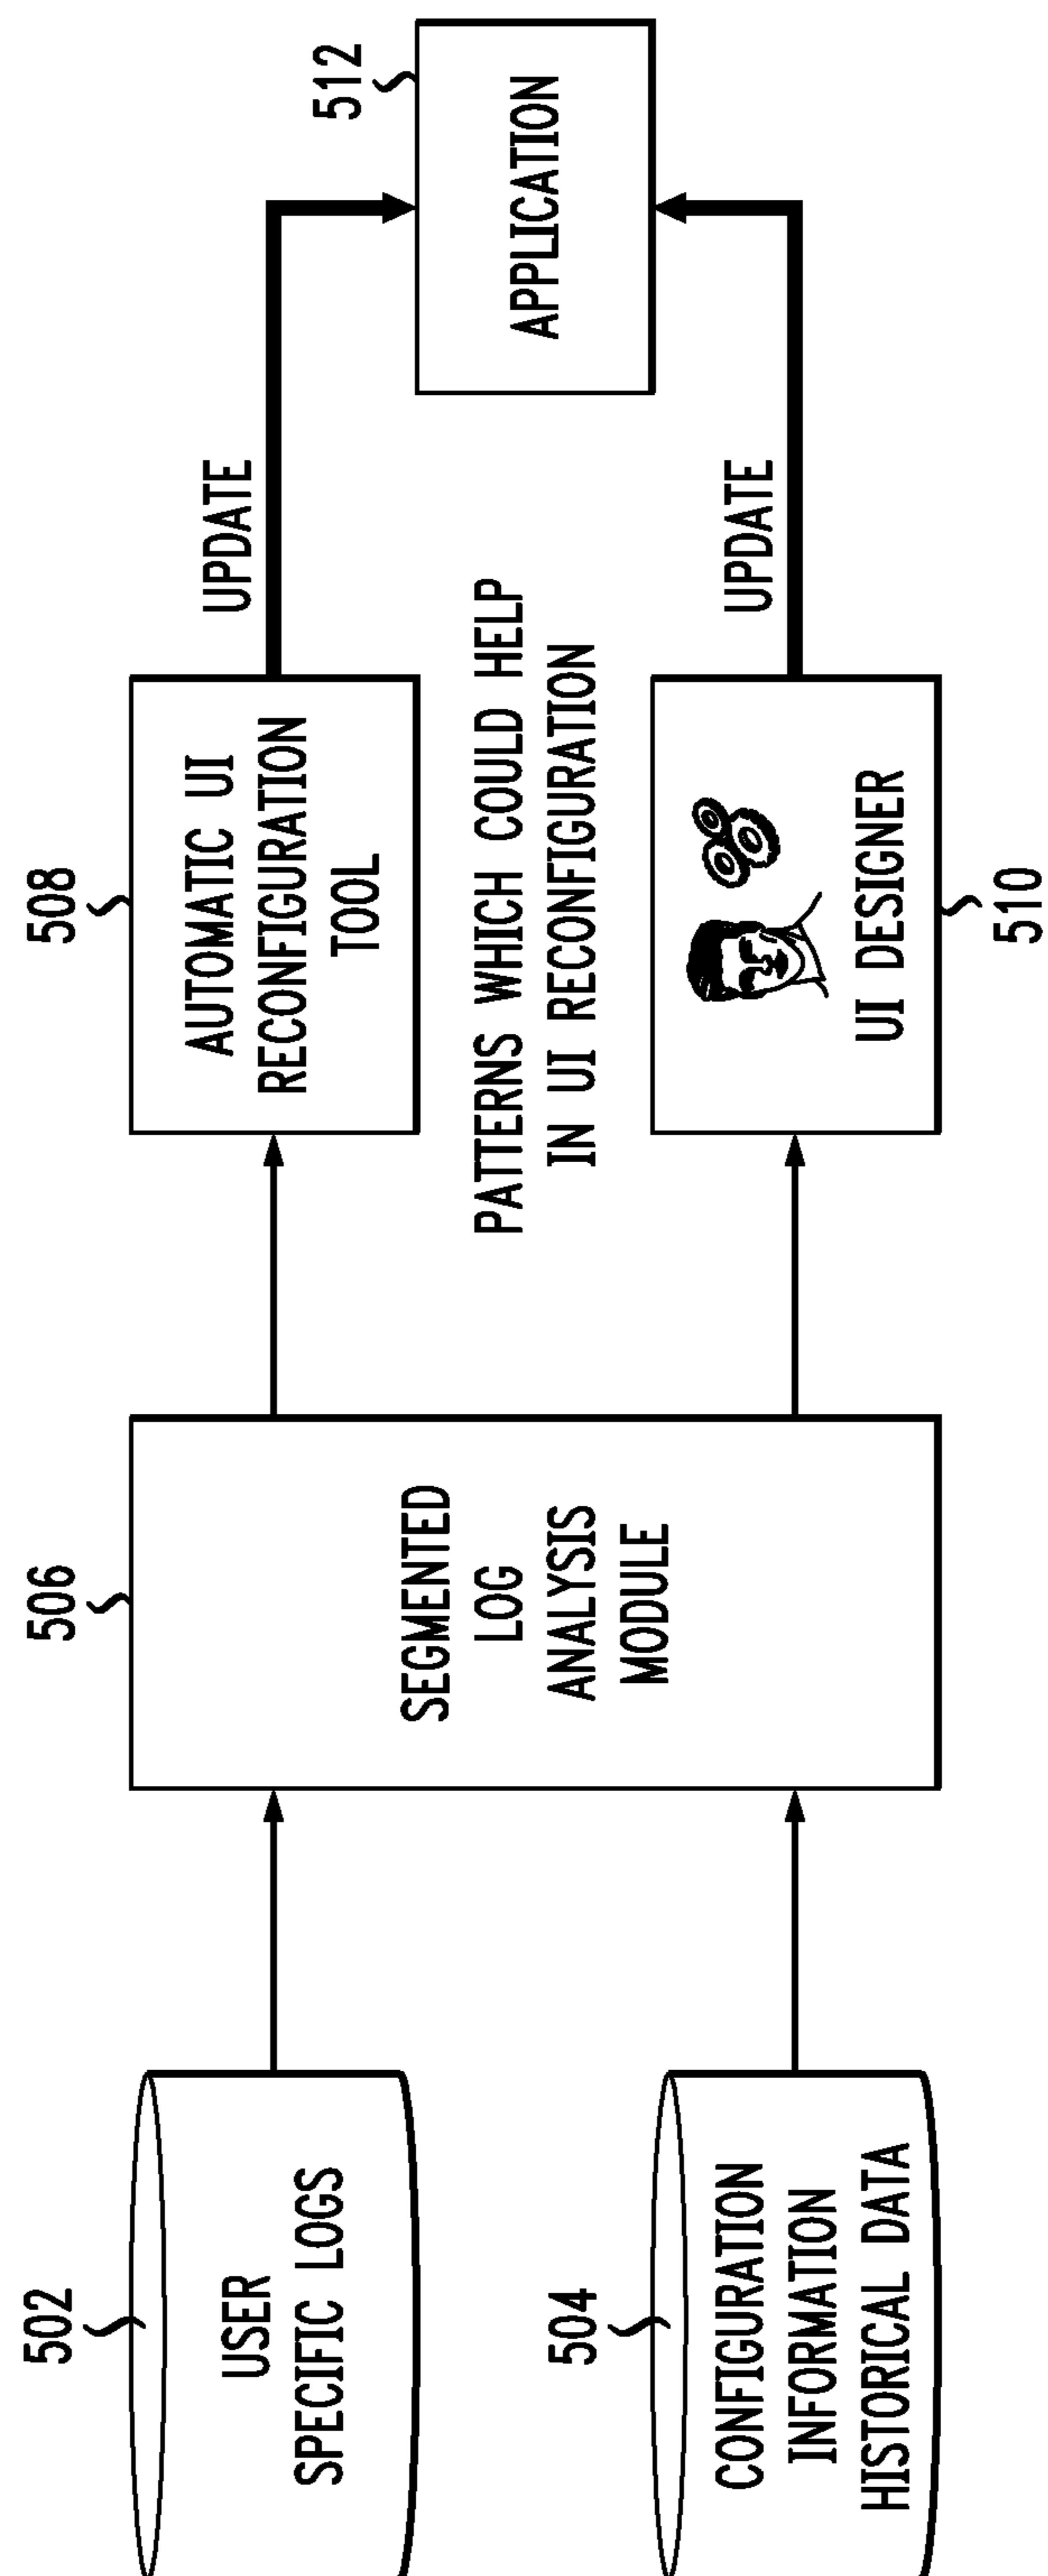 502
USER
SPECIFIC LOGS
504
CONFIGURATION
INFORMATION
HISTORICAL DATA
506
SEGMENTED
LOG
ANALYSIS
MODULE
508
AUTOMATIC UI
RECONFIGURATION
TOOL
PATTERNS WHICH COULD HELP
IN UI RECONFIGURATION
UI DESIGNER
510
UPDATE
UPDATE
512
APPLICATION